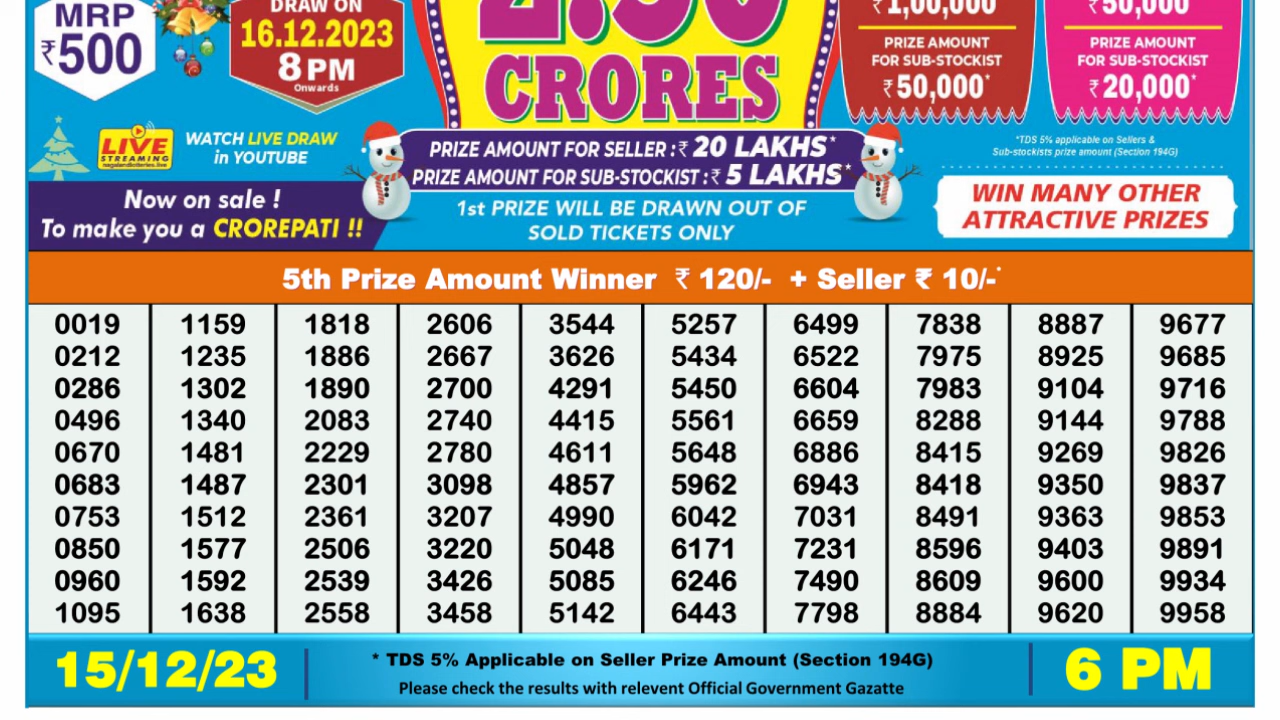 MRP
₹500
DRAW ON
16.12.2023
8 PM
Onwards
CRORES
₹1,00,000
PRIZE AMOUNT
FOR SUB-STOCKIST
₹50,000*
₹50,000
PRIZE AMOUNT
FOR SUB-STOCKIST
₹20,000*
LIVE
STREAMING
nagalandlotteries.live
WATCH LIVE DRAW
in YOUTUBE
PRIZE AMOUNT FOR SELLER :₹ 20 LAKHS*
PRIZE AMOUNT FOR SUB-STOCKIST :₹ 5 LAKHS*
*TDS 5% applicable on Sellers &
Sub-stockists prize amount (Section 194G)
Now on sale !
To make you a CROREPATI !!
1st PRIZE WILL BE DRAWN OUT OF
SOLD TICKETS ONLY
WIN MANY OTHER
ATTRACTIVE PRIZES
5th Prize Amount Winner ₹ 120/- + Seller ₹ 10/-*
0019 1159 1818 2606 3544 5257 6499 7838 8887 9677
0212 1235 1886 2667 3626 5434 6522 7975 8925 9685
0286 1302 1890 2700 4291 5450 6604 7983 9104 9716
0496 1340 2083 2740 4415 5561 6659 8288 9144 9788
0670 1481 2229 2780 4611 5648 6886 8415 9269 9826
0683 1487 2301 3098 4857 5962 6943 8418 9350 9837
0753 1512 2361 3207 4990 6042 7031 8491 9363 9853
0850 1577 2506 3220 5048 6171 7231 8596 9403 9891
0960 1592 2539 3426 5085 6246 7490 8609 9600 9934
1095 1638 2558 3458 5142 6443 7798 8884 9620 9958
15/12/23
* TDS 5% Applicable on Seller Prize Amount (Section 194G)
Please check the results with relevent Official Government Gazatte
6 PM